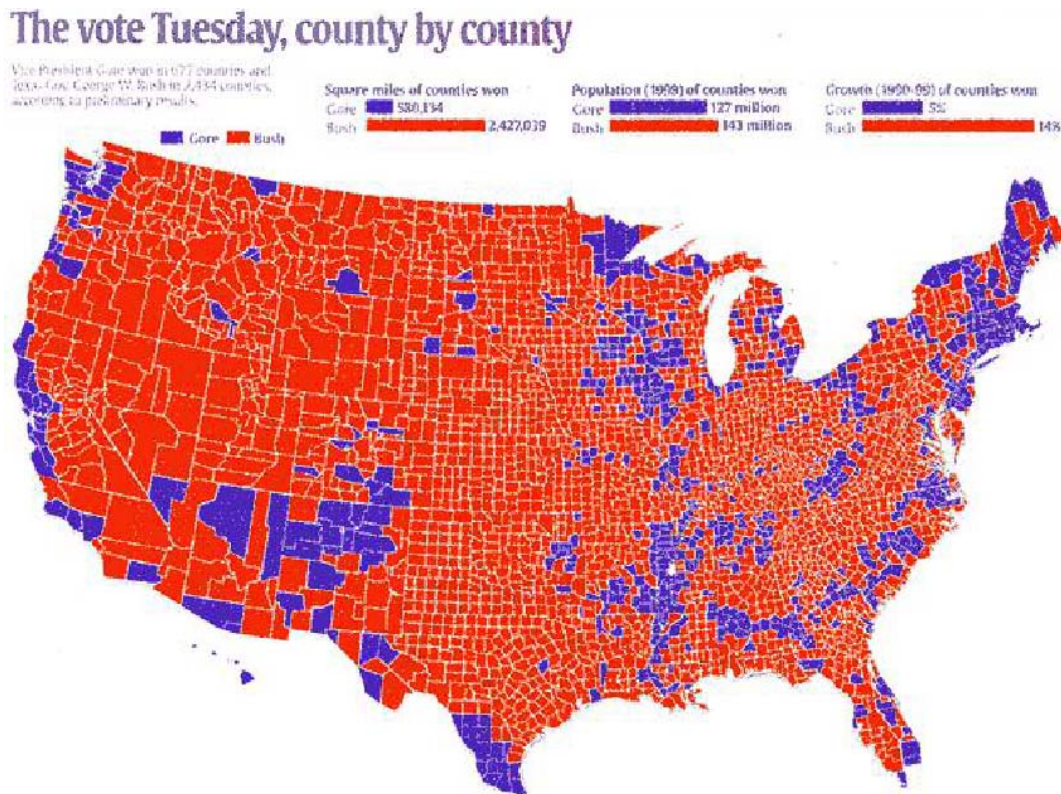 The vote Tuesday, county by county
Vice President Gore won in 677 counties and
Texas Gov. George W. Bush in 2,434 counties,
according to preliminary results.
Gore Bush
Square miles of counties won
Gore 580,134
Bush 2,427,039
Population (1999) of counties won
Gore 127 million
Bush 143 million
Growth (1990-99) of counties won
Gore 5%
Bush 14%